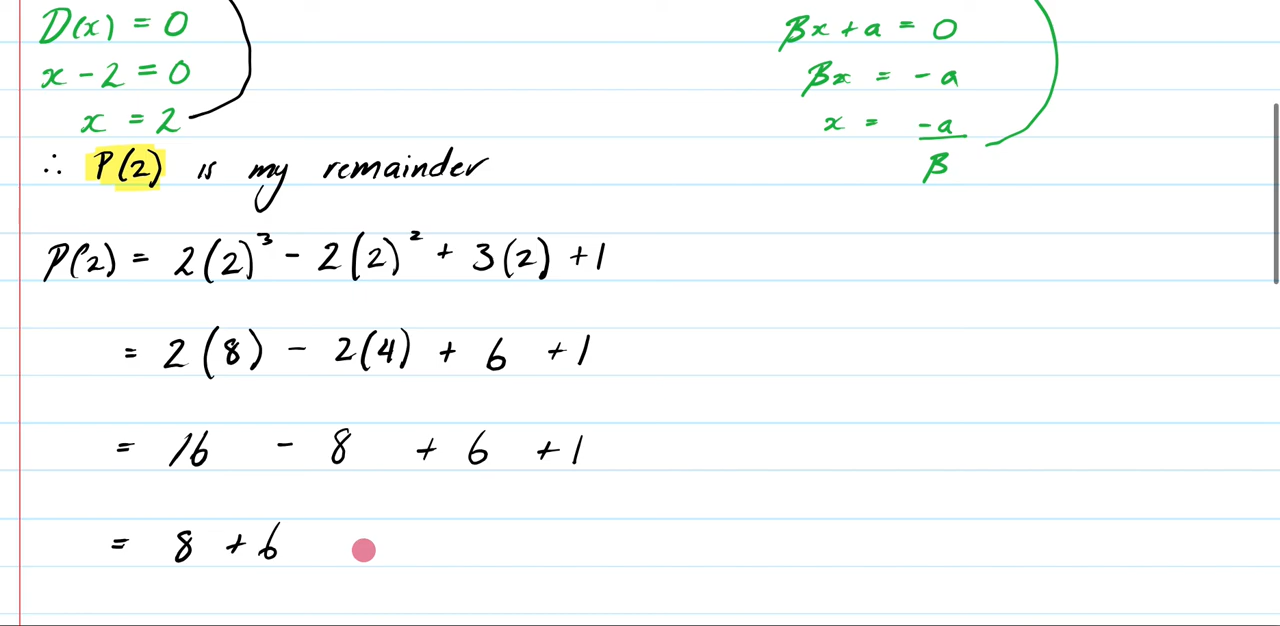 D(x) = 0
x - 2 = 0
x = 2
∴ P(2) is my remainder
P(2) = 2(2)³ - 2(2)² + 3(2) + 1
= 2(8) - 2(4) + 6 + 1
= 16 - 8 + 6 + 1
= 8 + 6
βx + a = 0
βx = -a
x = -a/β